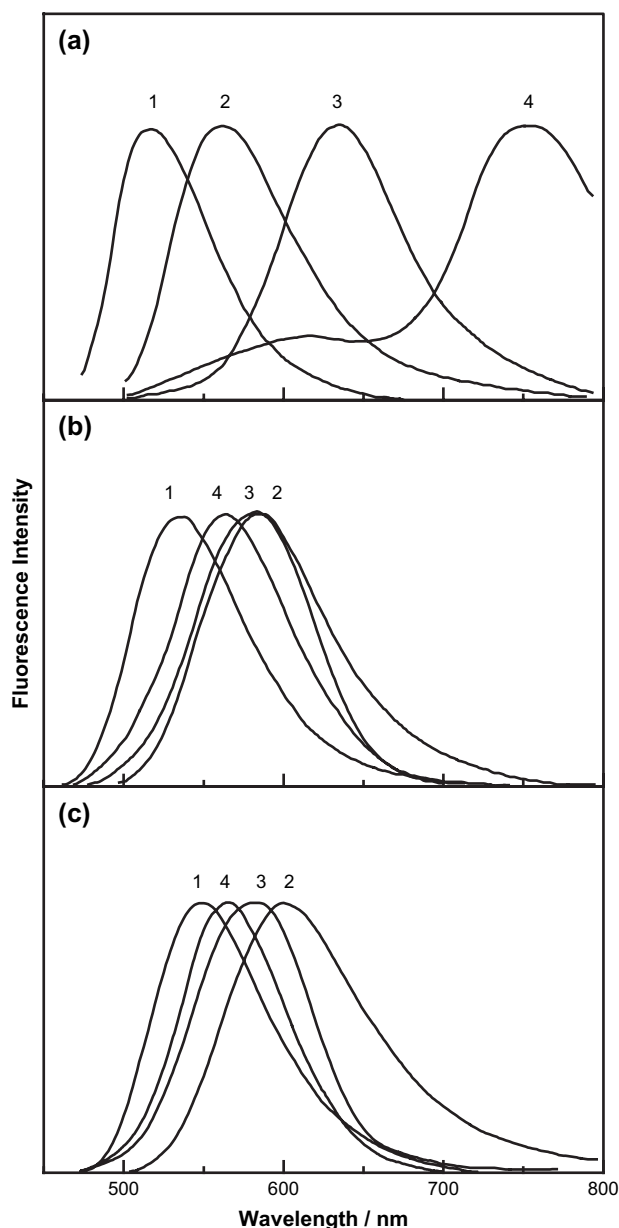 (a)
1 2 3 4
(b)
1 4 3 2
(c)
1 4 3 2
Fluorescence Intensity
500 600 700 800
Wavelength / nm